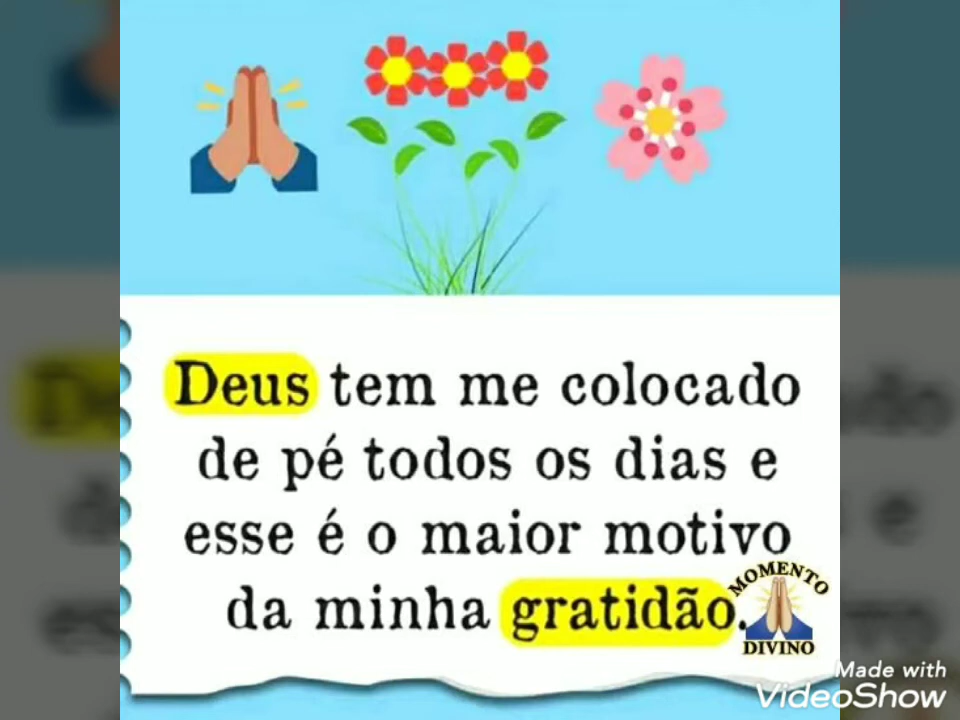 Deus tem me colocado
de pé todos os dias e
esse é o maior motivo
da minha gratidão.
MOMENTO
DIVINO
Made with
VideoShow